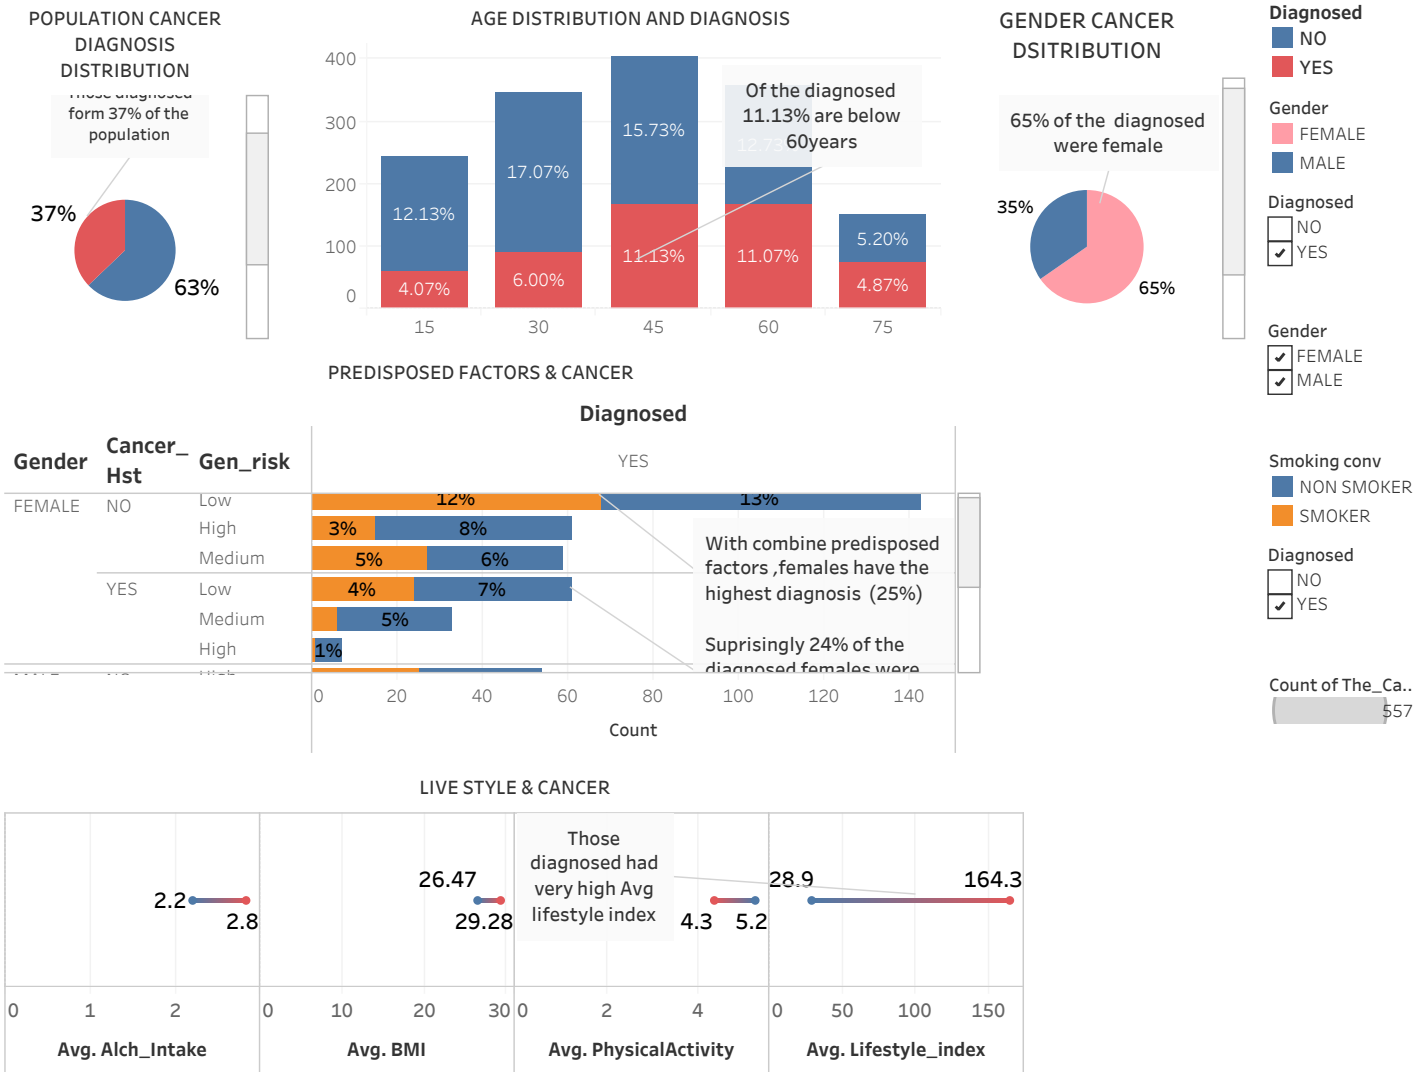 POPULATION CANCER
DIAGNOSIS
DISTRIBUTION
Those diagnosed
form 37% of the
population
37%
63%
AGE DISTRIBUTION AND DIAGNOSIS
400
300
200
100
0
12.13%
4.07%
17.07%
6.00%
15.73%
11.13%
12.73
11.07%
5.20%
4.87%
Of the diagnosed
11.13% are below
60years
15
30
45
60
75
GENDER CANCER
DSITRIBUTION
65% of the diagnosed
were female
35%
65%
Diagnosed
NO
YES
Gender
FEMALE
MALE
Diagnosed
NO
YES
Gender
FEMALE
MALE
Smoking conv
NON SMOKER
SMOKER
Diagnosed
NO
YES
Count of The_Ca..
557
PREDISPOSED FACTORS & CANCER
Diagnosed
Gender
Cancer_
Hst
Gen_risk
YES
FEMALE
NO
Low
12%
13%
High
3%
8%
Medium
5%
6%
YES
Low
4%
7%
Medium
5%
High
1%
With combine predisposed
factors ,females have the
highest diagnosis (25%)
Suprisingly 24% of the
diagnosed females were
0
20
40
60
80
100
120
140
Count
LIVE STYLE & CANCER
2.2
2.8
26.47
29.28
Those
diagnosed had
very high Avg
lifestyle index
4.3
5.2
28.9
164.3
0
1
2
0
10
20
30
0
2
4
0
50
100
150
Avg. Alch_Intake
Avg. BMI
Avg. PhysicalActivity
Avg. Lifestyle_index